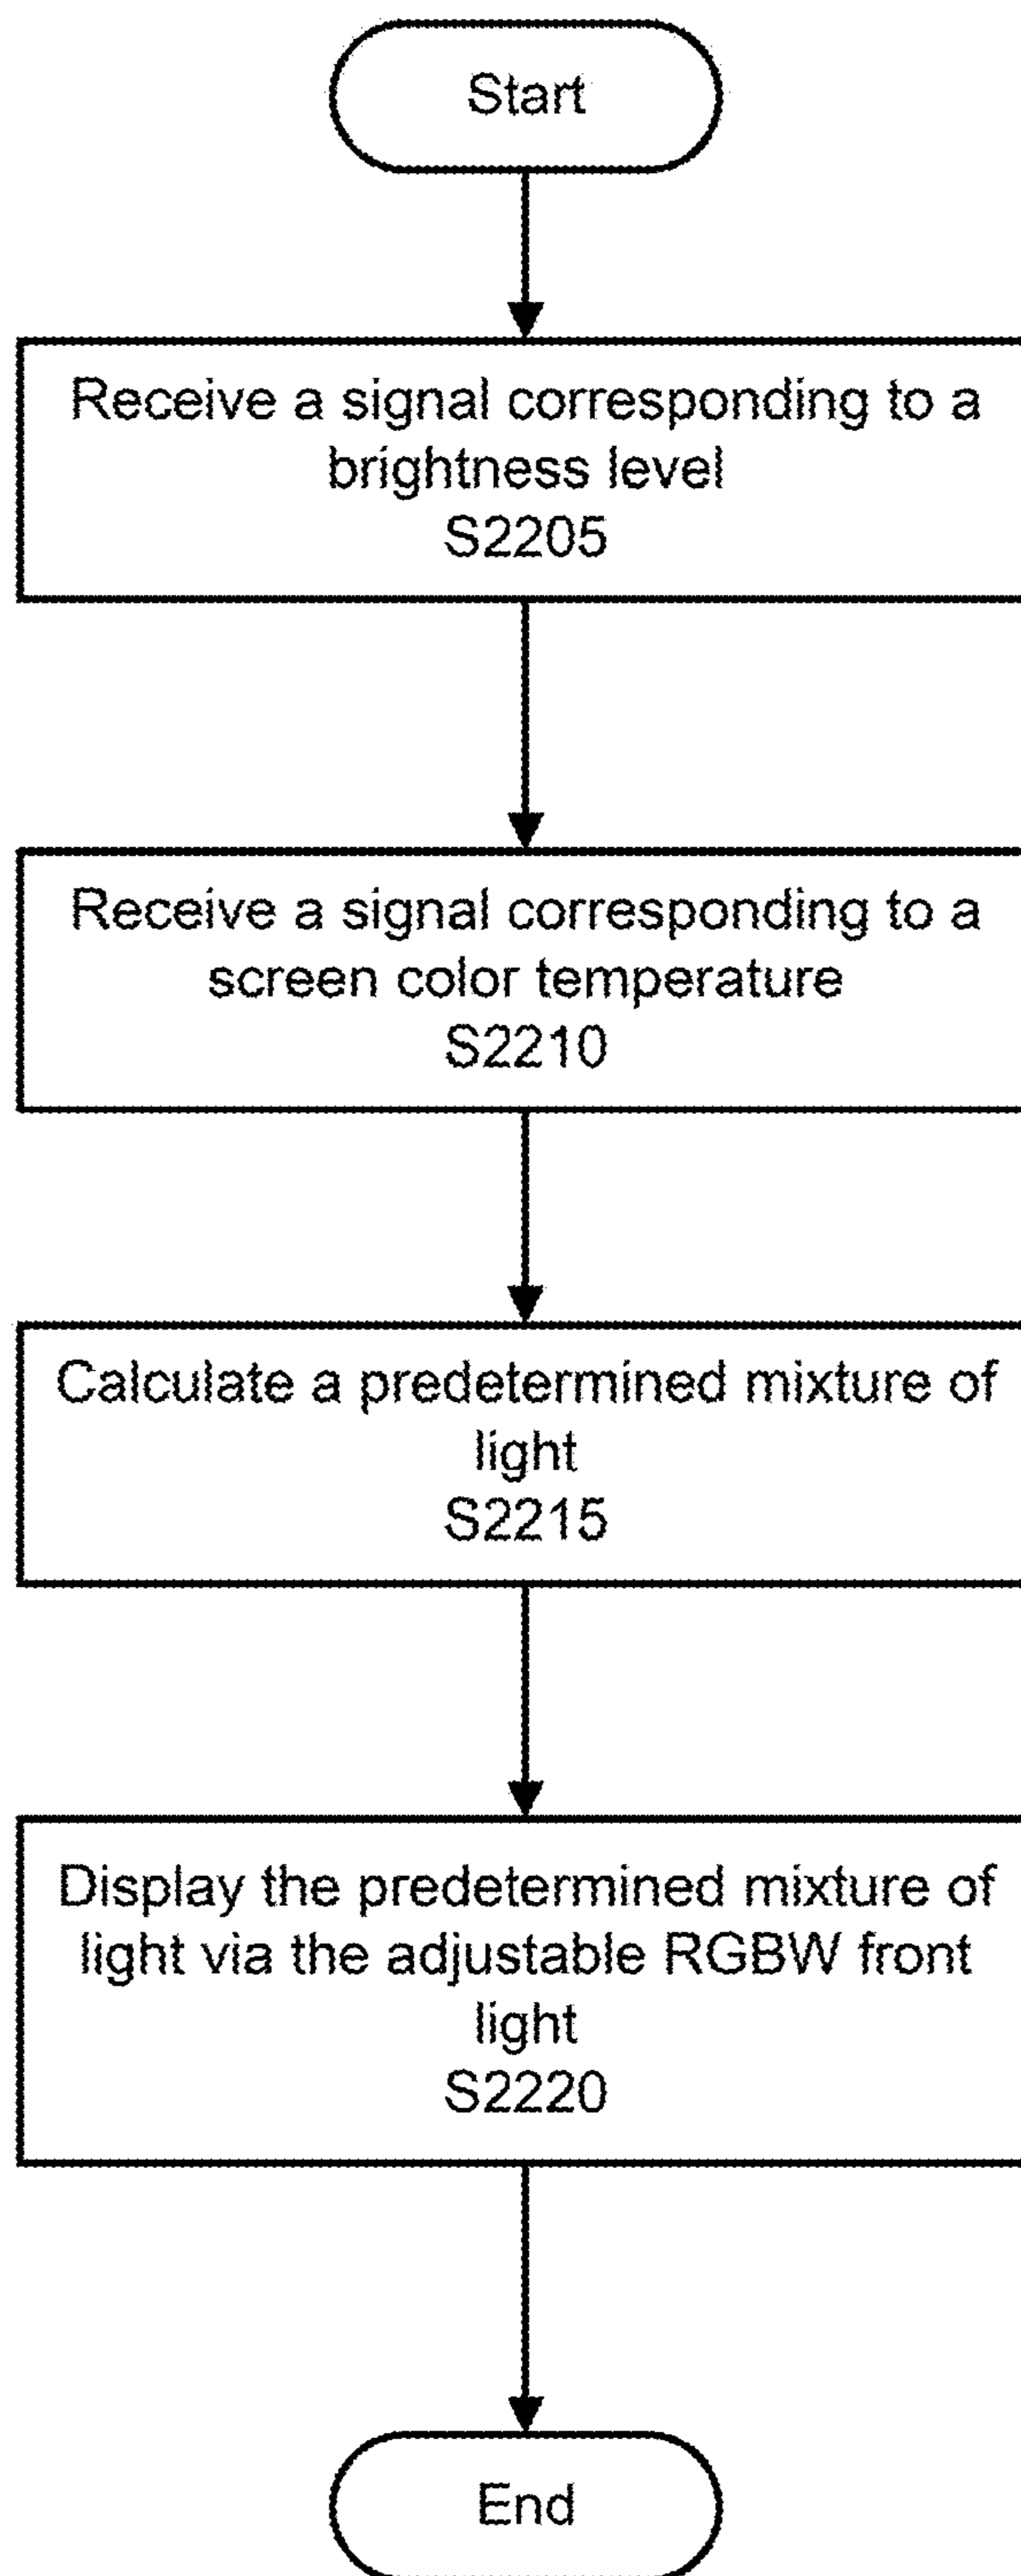 Start
Receive a signal corresponding to a
brightness level
S2205
Receive a signal corresponding to a
screen color temperature
S2210
Calculate a predetermined mixture of
light
S2215
Display the predetermined mixture of
light via the adjustable RGBW front
light
S2220
End